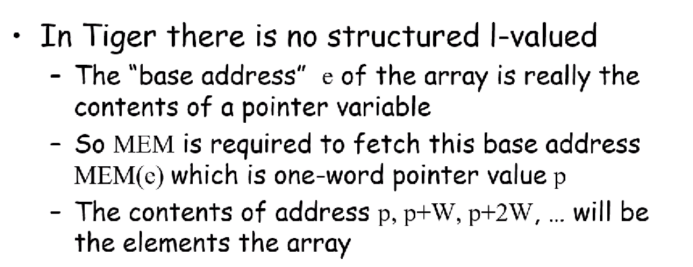 • In Tiger there is no structured l-valued
– The "base address" e of the array is really the
contents of a pointer variable
– So MEM is required to fetch this base address
MEM(e) which is one-word pointer value p
– The contents of address p, p+W, p+2W, ... will be
the elements the array